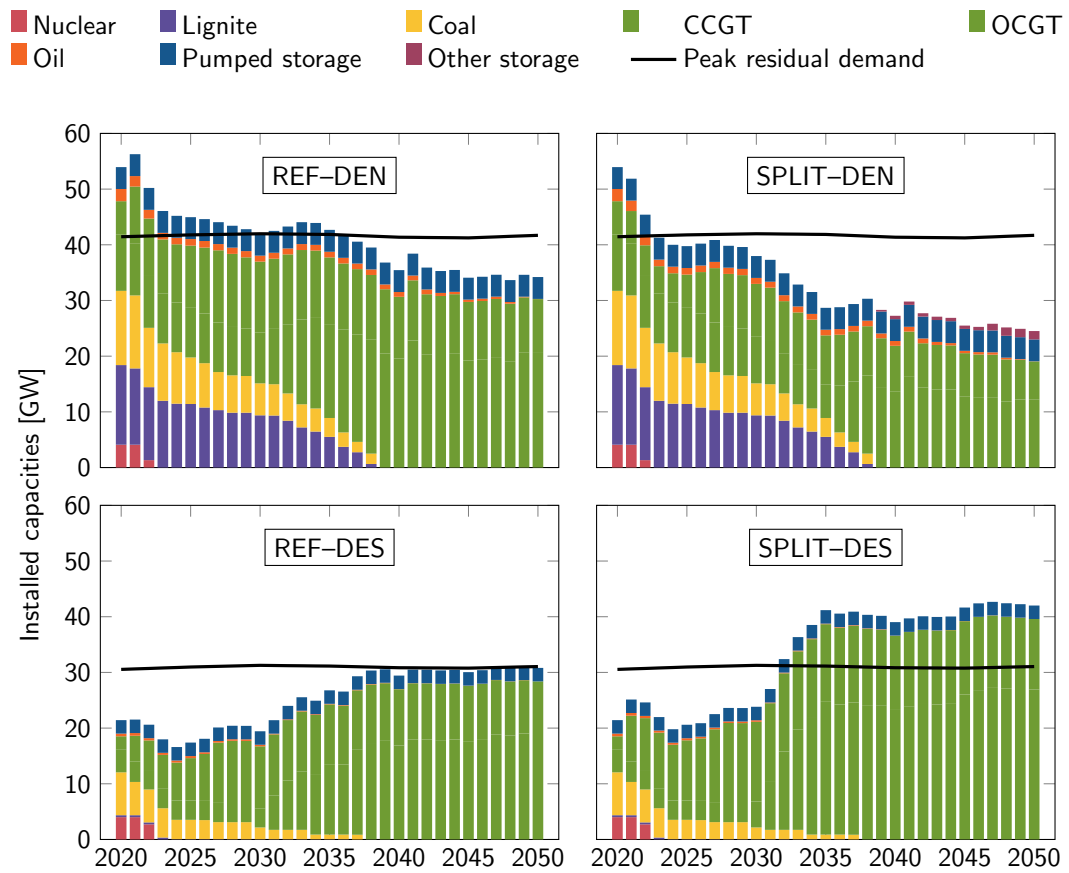 Nuclear Lignite Coal CCGT OCGT
Oil Pumped storage Other storage Peak residual demand
Installed capacities [GW]
60
50
40
30
20
10
0
REF–DEN
SPLIT–DEN
60
50
40
30
20
10
0
REF–DES
SPLIT–DES
2020 2025 2030 2035 2040 2045 2050
2020 2025 2030 2035 2040 2045 2050